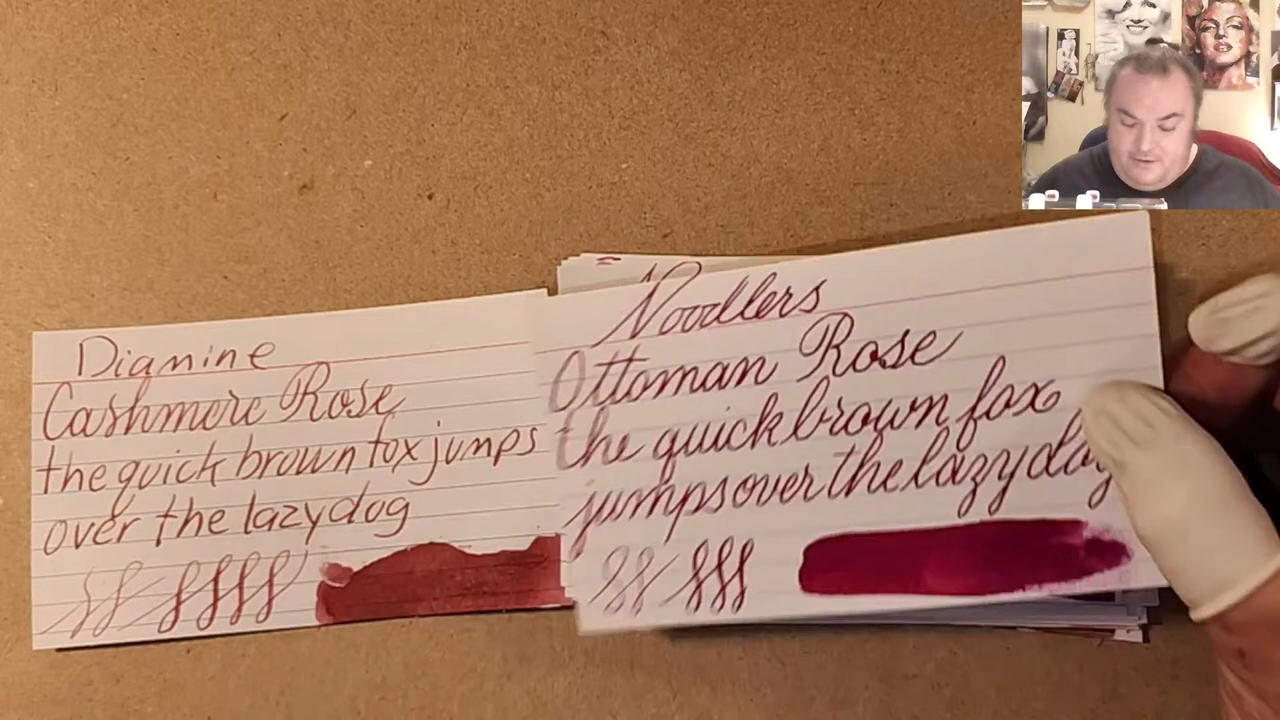 Diamine
Cashmere Rose
the quick brown fox jumps
over the lazy dog
Noodlers
Ottoman Rose
the quick brown fox
jumps over the lazy dog